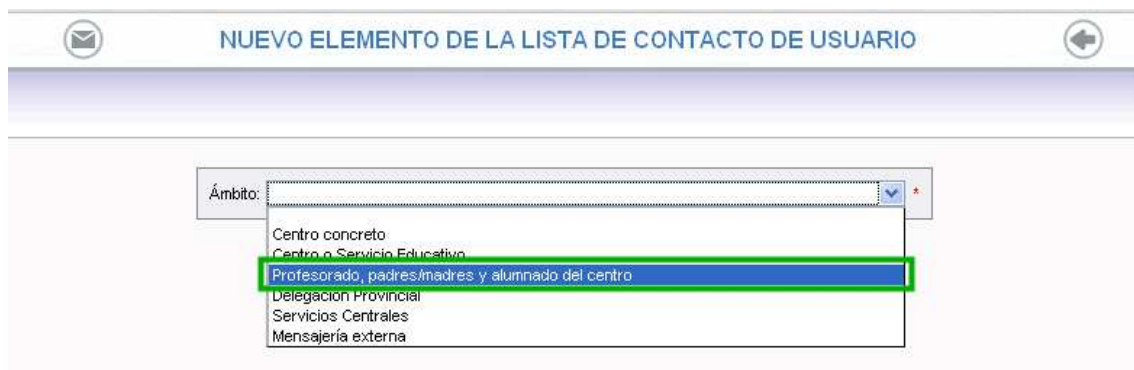 NUEVO ELEMENTO DE LA LISTA DE CONTACTO DE USUARIO
Ámbito: *
Centro concreto
Centro o Servicio Educativo
Profesorado, padres/madres y alumnado del centro
Delegación Provincial
Servicios Centrales
Mensajería externa